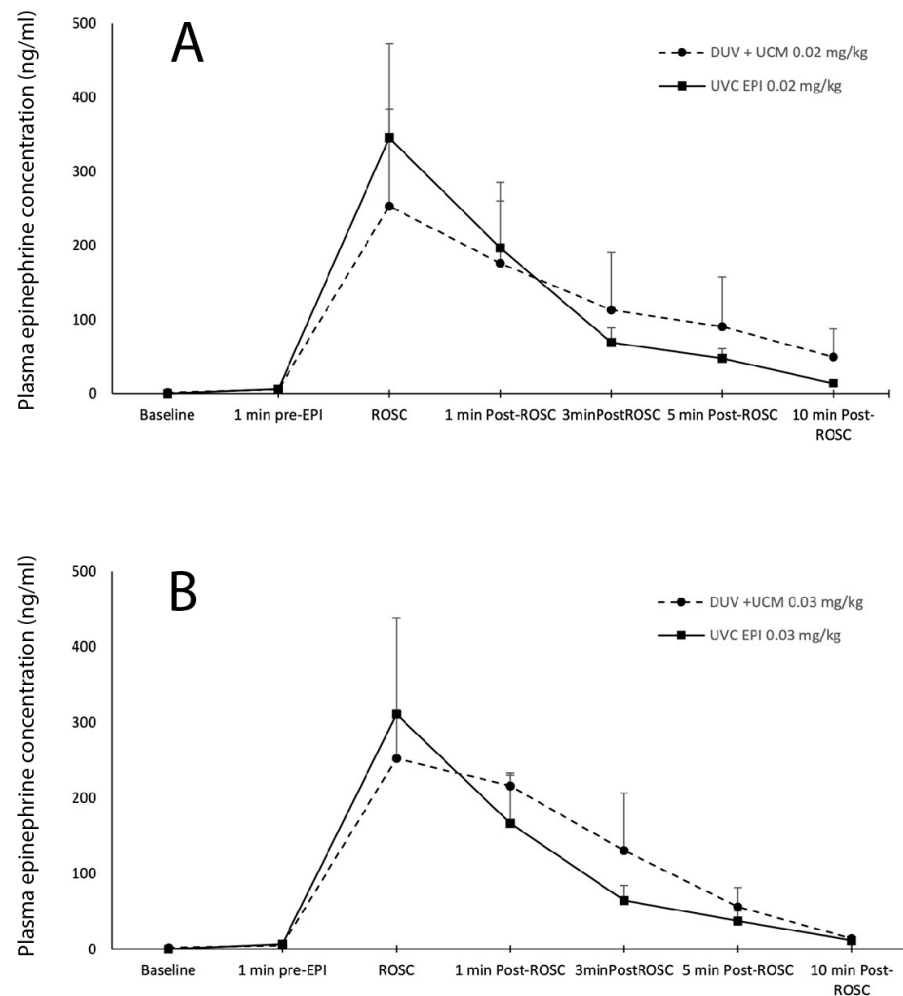 A
Plasma epinephrine concentration (ng/ml)
500
400
300
200
100
0
DUV + UCM 0.02 mg/kg
UVC EPI 0.02 mg/kg
Baseline
1 min pre-EPI
ROSC
1 min Post-ROSC
3minPostROSC
5 min Post-ROSC
10 min Post-
ROSC
B
Plasma epinephrine concentration (ng/ml)
500
400
300
200
100
0
DUV +UCM 0.03 mg/kg
UVC EPI 0.03 mg/kg
Baseline
1 min pre-EPI
ROSC
1 min Post-ROSC
3minPostROSC
5 min Post-ROSC
10 min Post-
ROSC